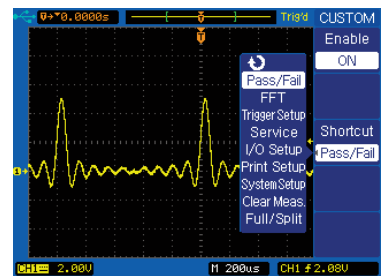 0.0000s Trig'd CUSTOM
Enable
ON
Pass/Fail
FFT
Trigger Setup
Service
I/O Setup
Print Setup
System Setup
Clear Meas.
Full/Split
Shortcut
Pass/Fail
CH1 2.00V M 200us CH1 2.08V